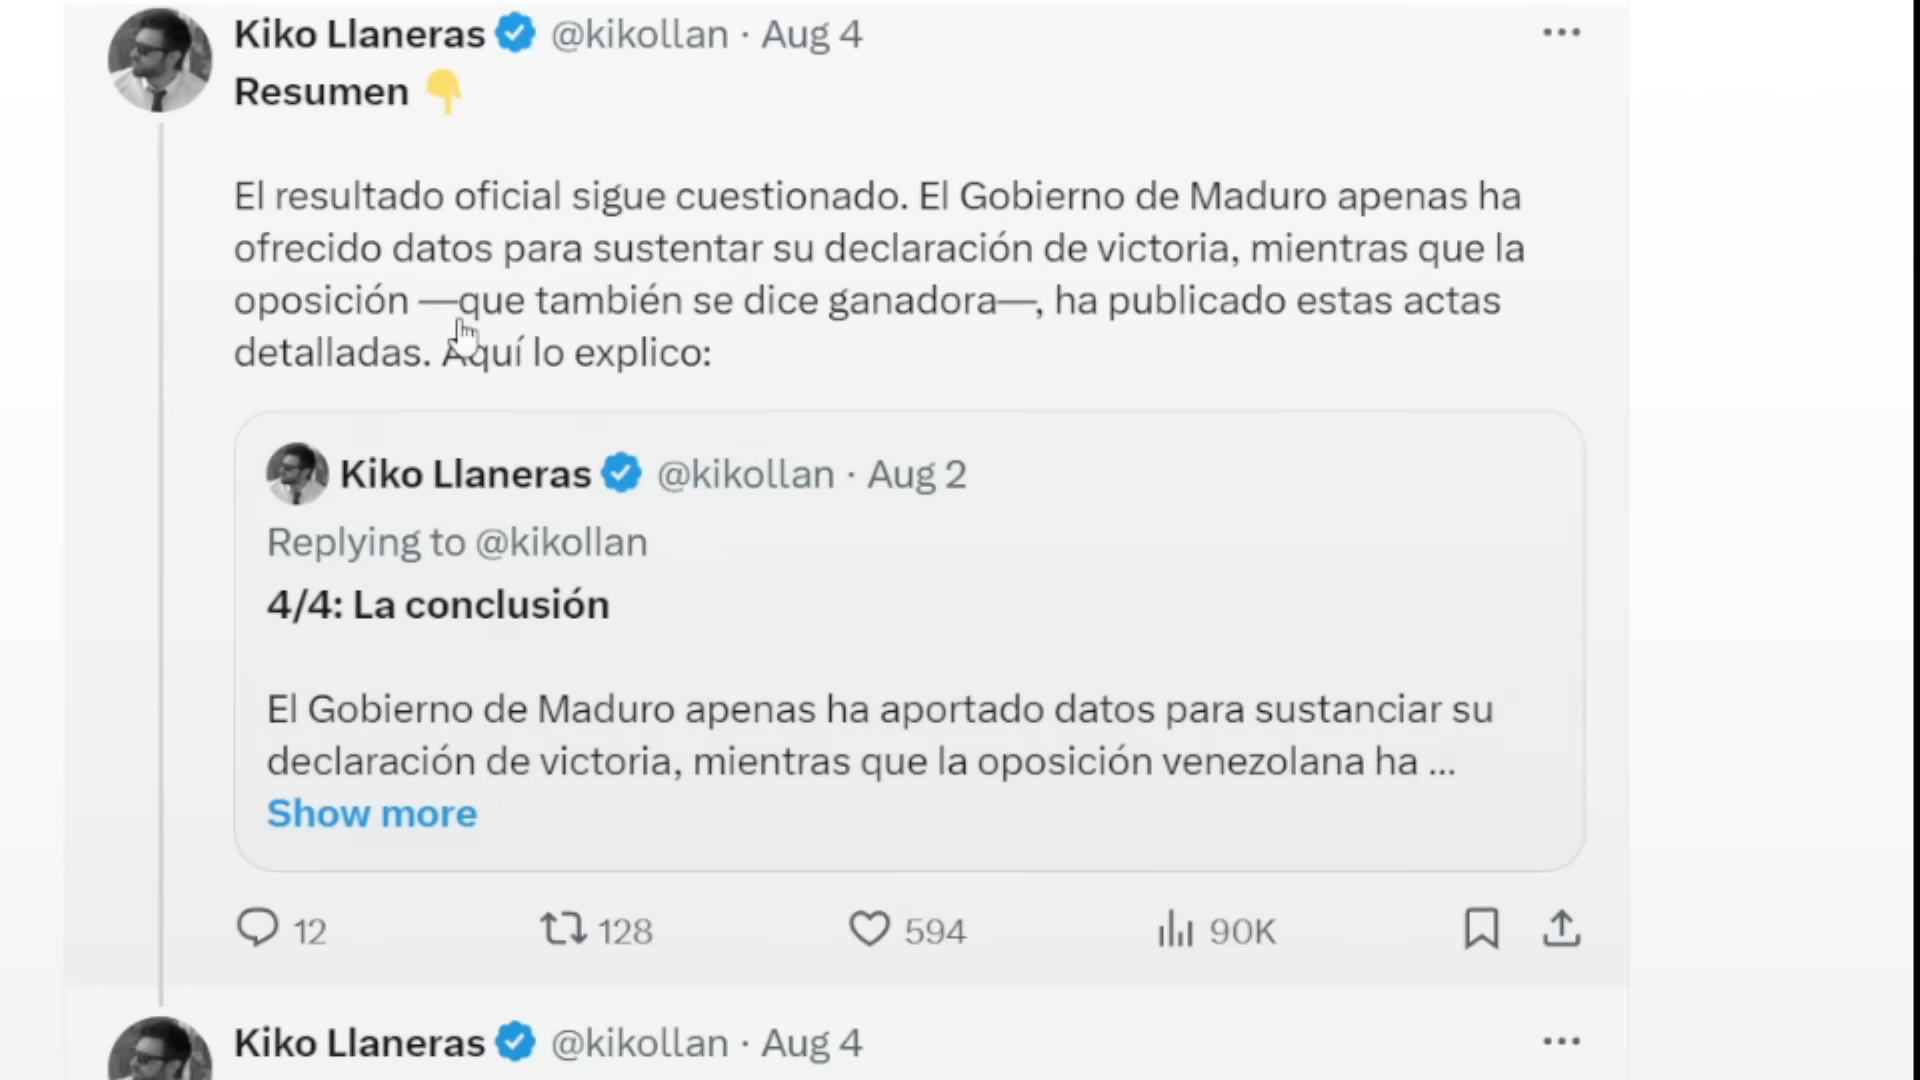 Kiko Llaneras @kikollan · Aug 4
Resumen 👇
El resultado oficial sigue cuestionado. El Gobierno de Maduro apenas ha
ofrecido datos para sustentar su declaración de victoria, mientras que la
oposición —que también se dice ganadora—, ha publicado estas actas
detalladas. Aquí lo explico:
Kiko Llaneras @kikollan · Aug 2
Replying to @kikollan
4/4: La conclusión
El Gobierno de Maduro apenas ha aportado datos para sustanciar su
declaración de victoria, mientras que la oposición venezolana ha ...
Show more
12 128 594 90K
Kiko Llaneras @kikollan · Aug 4